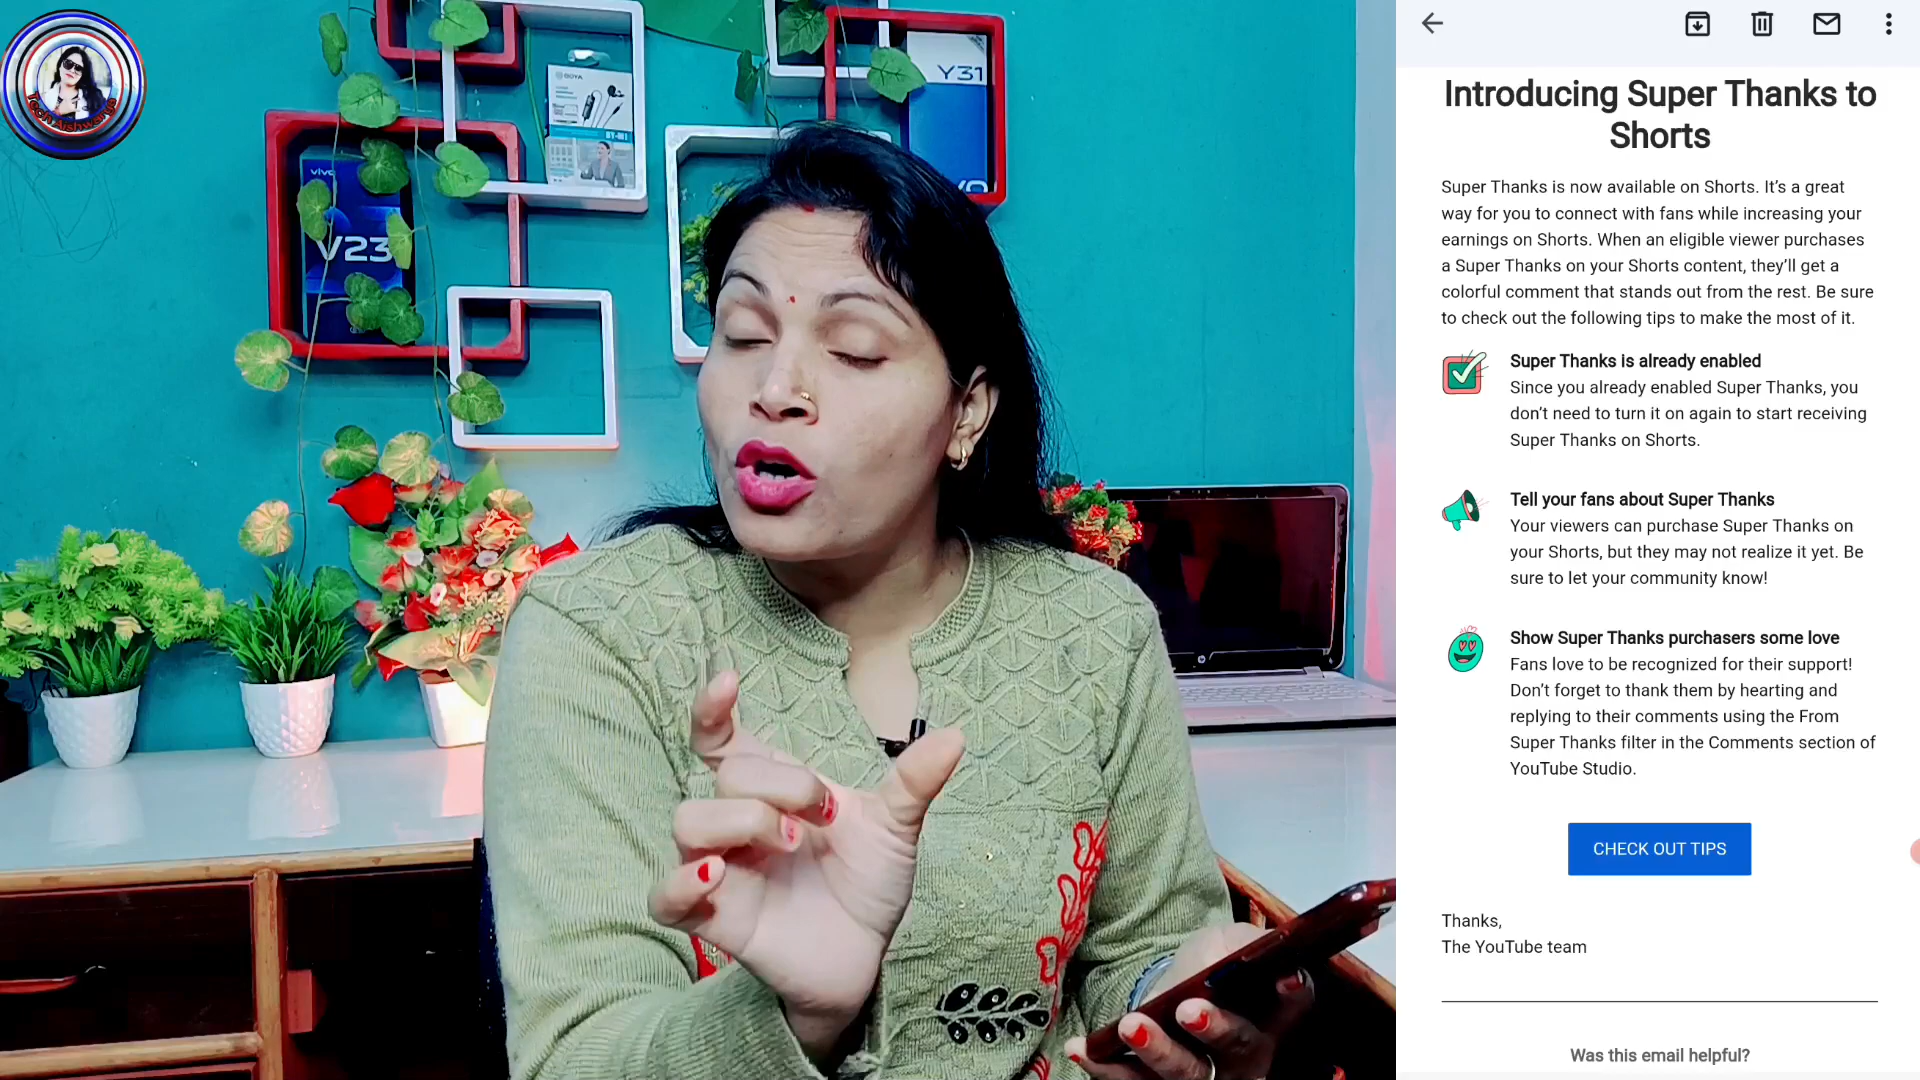 Tech Aishwarya
BOYA
BY-M1
Y31
vivo
V23
Introducing Super Thanks to
Shorts
Super Thanks is now available on Shorts. It’s a great
way for you to connect with fans while increasing your
earnings on Shorts. When an eligible viewer purchases
a Super Thanks on your Shorts content, they’ll get a
colorful comment that stands out from the rest. Be sure
to check out the following tips to make the most of it.
Super Thanks is already enabled
Since you already enabled Super Thanks, you
don’t need to turn it on again to start receiving
Super Thanks on Shorts.
Tell your fans about Super Thanks
Your viewers can purchase Super Thanks on
your Shorts, but they may not realize it yet. Be
sure to let your community know!
Show Super Thanks purchasers some love
Fans love to be recognized for their support!
Don’t forget to thank them by hearting and
replying to their comments using the From
Super Thanks filter in the Comments section of
YouTube Studio.
CHECK OUT TIPS
Thanks,
The YouTube team
Was this email helpful?